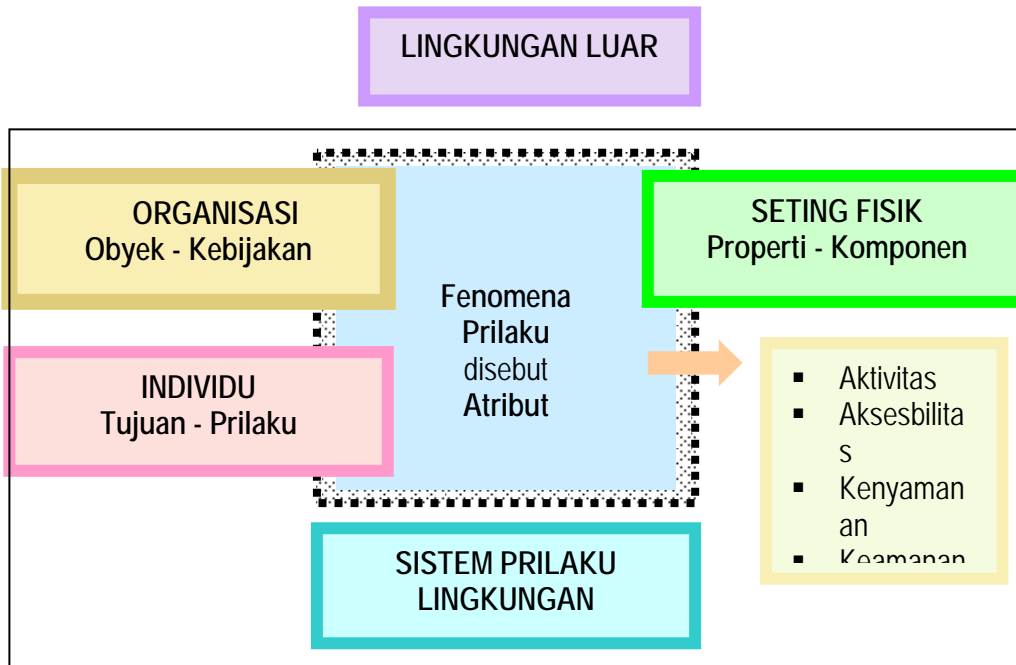 LINGKUNGAN LUAR
ORGANISASI
Obyek - Kebijakan
SETING FISIK
Properti - Komponen
Fenomena
Prilaku
disebut
Atribut
INDIVIDU
Tujuan - Prilaku
▪ Aktivitas
▪ Aksesbilita
s
▪ Kenyaman
an
▪ Keamanan
SISTEM PRILAKU
LINGKUNGAN